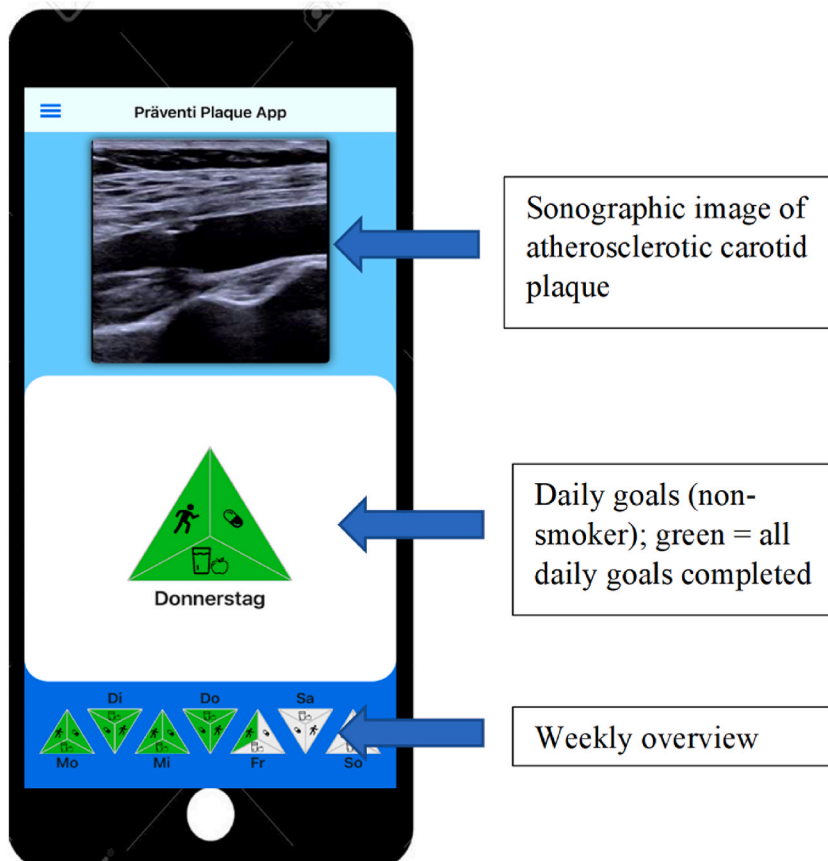 Präventi Plaque App
Sonographic image of
atherosclerotic carotid
plaque
Daily goals (non-
smoker); green = all
daily goals completed
Donnerstag
Di
Do
Sa
Mo
Mi
Fr
So
Weekly overview